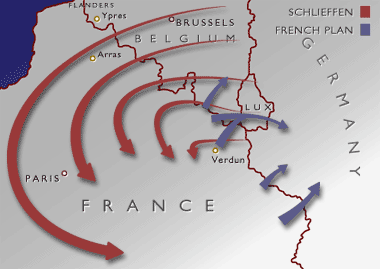 FLANDERS
Ypres
BRUSSELS
BELGIUM
Arras
SCHLIEFFEN
FRENCH PLAN
GERMANY
LUX
Verdun
PARIS
FRANCE